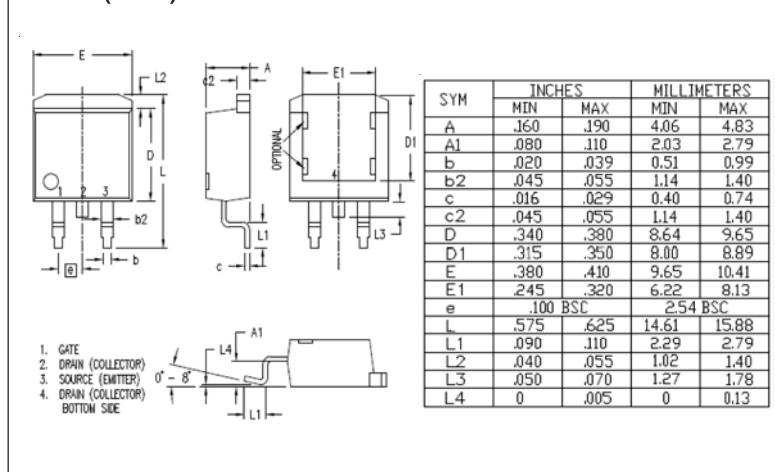 E
L2
D
L
1 2 3
b2
e
b
c2
A
L1
c
E1
OPTIONAL
4
D1
L3
A1
L4
0° - 8°
L1
1. GATE
2. DRAIN (COLLECTOR)
3. SOURCE (EMITTER)
4. DRAIN (COLLECTOR)
BOTTOM SIDE
SYM INCHES MILLIMETERS
MIN MAX MIN MAX
A .160 .190 4.06 4.83
A1 .080 .110 2.03 2.79
b .020 .039 0.51 0.99
b2 .045 .055 1.14 1.40
c .016 .029 0.40 0.74
c2 .045 .055 1.14 1.40
D .340 .380 8.64 9.65
D1 .315 .350 8.00 8.89
E .380 .410 9.65 10.41
E1 .245 .320 6.22 8.13
e .100 BSC 2.54 BSC
L .575 .625 14.61 15.88
L1 .090 .110 2.29 2.79
L2 .040 .055 1.02 1.40
L3 .050 .070 1.27 1.78
L4 0 .005 0 0.13